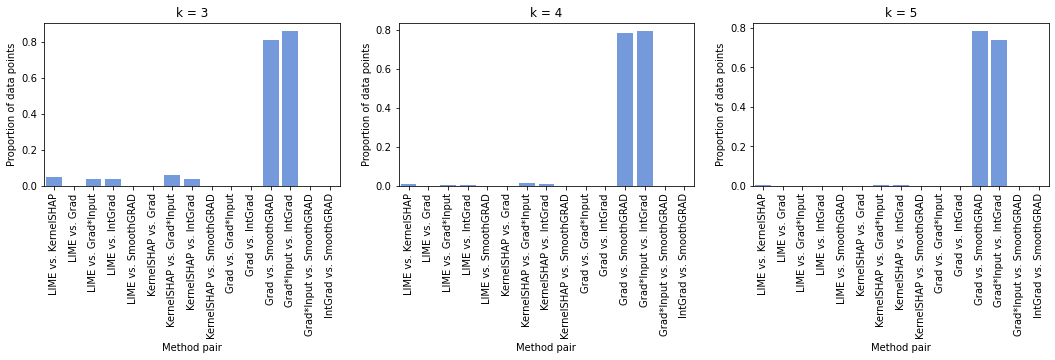 k = 3
Proportion of data points
0.8
0.6
0.4
0.2
0.0
LIME vs. KernelSHAP
LIME vs. Grad
LIME vs. Grad*Input
LIME vs. IntGrad
LIME vs. SmoothGRAD
KernelSHAP vs. Grad
KernelSHAP vs. Grad*Input
KernelSHAP vs. IntGrad
KernelSHAP vs. SmoothGRAD
Grad vs. Grad*Input
Grad vs. IntGrad
Grad vs. SmoothGRAD
Grad*Input vs. IntGrad
Grad*Input vs. SmoothGRAD
IntGrad vs. SmoothGRAD
Method pair
k = 4
Proportion of data points
0.8
0.6
0.4
0.2
0.0
LIME vs. KernelSHAP
LIME vs. Grad
LIME vs. Grad*Input
LIME vs. IntGrad
LIME vs. SmoothGRAD
KernelSHAP vs. Grad
KernelSHAP vs. Grad*Input
KernelSHAP vs. IntGrad
KernelSHAP vs. SmoothGRAD
Grad vs. Grad*Input
Grad vs. IntGrad
Grad vs. SmoothGRAD
Grad*Input vs. IntGrad
Grad*Input vs. SmoothGRAD
IntGrad vs. SmoothGRAD
Method pair
k = 5
Proportion of data points
0.8
0.6
0.4
0.2
0.0
LIME vs. KernelSHAP
LIME vs. Grad
LIME vs. Grad*Input
LIME vs. IntGrad
LIME vs. SmoothGRAD
KernelSHAP vs. Grad
KernelSHAP vs. Grad*Input
KernelSHAP vs. IntGrad
KernelSHAP vs. SmoothGRAD
Grad vs. Grad*Input
Grad vs. IntGrad
Grad vs. SmoothGRAD
Grad*Input vs. IntGrad
Grad*Input vs. SmoothGRAD
IntGrad vs. SmoothGRAD
Method pair